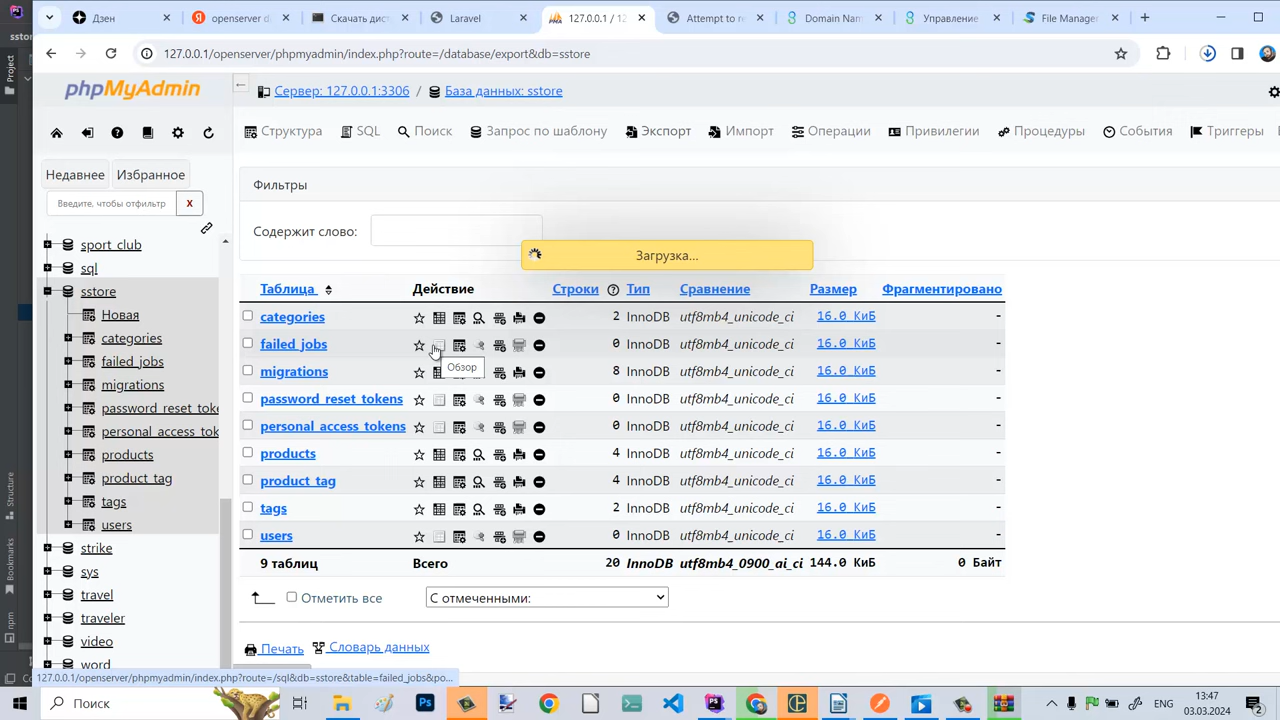 Дзен
openserver d
Скачать дис
Laravel
127.0.0.1 / 12
Attempt to re
Domain Nam
Управление
File Manager
sstor
127.0.0.1/openserver/phpmyadmin/index.php?route=/database/export&db=sstore
Project
phpMyAdmin
Сервер: 127.0.0.1:3306 / База данных: sstore
Структура SQL Поиск Запрос по шаблону Экспорт Импорт Операции Привилегии Процедуры События Триггеры
Недавнее Избранное
Введите, чтобы отфильтр X
sport_club
sql
sstore
Новая
categories
failed_jobs
migrations
password_reset_toke
personal_access_tok
products
product_tag
tags
users
strike
sys
travel
traveler
video
word
Фильтры
Содержит слово:
Загрузка...
Таблица Действие Строки Тип Сравнение Размер Фрагментировано
categories 2 InnoDB utf8mb4_unicode_ci 16.0 КиБ -
failed_jobs 0 InnoDB utf8mb4_unicode_ci 16.0 КиБ -
Обзор
migrations 8 InnoDB utf8mb4_unicode_ci 16.0 КиБ -
password_reset_tokens 0 InnoDB utf8mb4_unicode_ci 16.0 КиБ -
personal_access_tokens 0 InnoDB utf8mb4_unicode_ci 16.0 КиБ -
products 4 InnoDB utf8mb4_unicode_ci 16.0 КиБ -
product_tag 4 InnoDB utf8mb4_unicode_ci 16.0 КиБ -
tags 2 InnoDB utf8mb4_unicode_ci 16.0 КиБ -
users 0 InnoDB utf8mb4_unicode_ci 16.0 КиБ -
9 таблиц Всего 20 InnoDB utf8mb4_0900_ai_ci 144.0 КиБ 0 Байт
Отметить все С отмеченными:
Печать Словарь данных
Structure
Bookmarks
npm
127.0.0.1/openserver/phpmyadmin/index.php?route=/sql&db=sstore&table=failed_jobs&po...
Поиск
ENG
13:47
03.03.2024
2